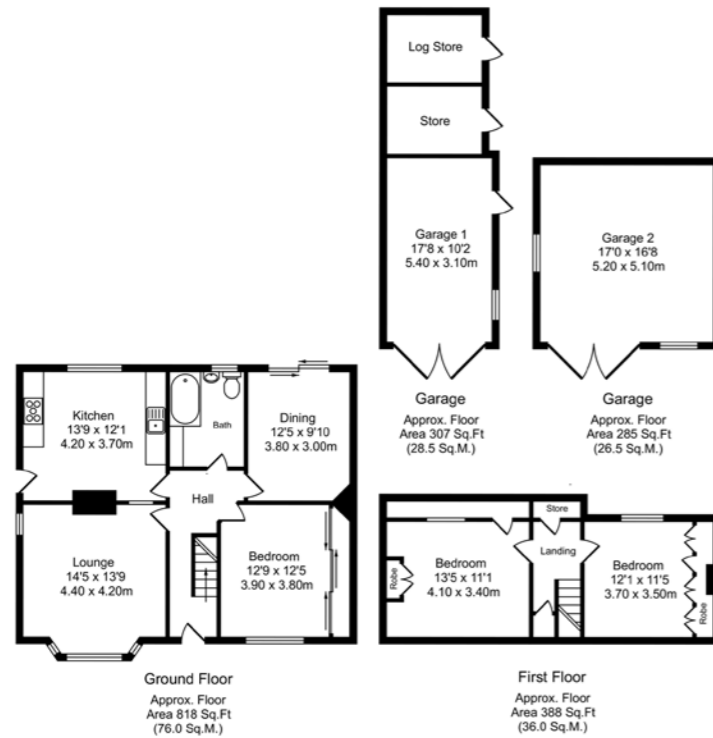 Log Store
Store
Garage 1
17'8 x 10'2
5.40 x 3.10m
Garage 2
17'0 x 16'8
5.20 x 5.10m
Garage
Approx. Floor
Area 307 Sq.Ft
(28.5 Sq.M.)
Garage
Approx. Floor
Area 285 Sq.Ft
(26.5 Sq.M.)
Kitchen
13'9 x 12'1
4.20 x 3.70m
Bath
Dining
12'5 x 9'10
3.80 x 3.00m
Hall
Lounge
14'5 x 13'9
4.40 x 4.20m
Bedroom
12'9 x 12'5
3.90 x 3.80m
Ground Floor
Approx. Floor
Area 818 Sq.Ft
(76.0 Sq.M.)
Store
Landing
Robe
Bedroom
13'5 x 11'1
4.10 x 3.40m
Bedroom
12'1 x 11'5
3.70 x 3.50m
Robe
First Floor
Approx. Floor
Area 388 Sq.Ft
(36.0 Sq.M.)